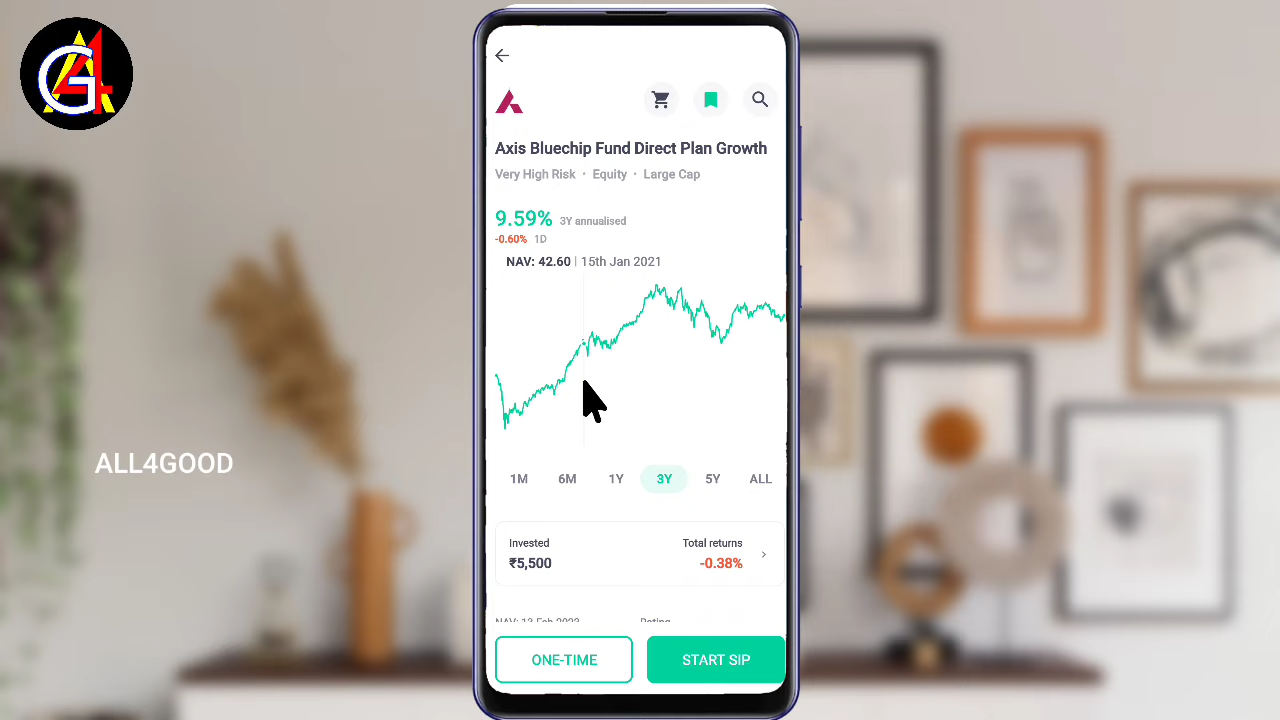 Axis Bluechip Fund Direct Plan Growth
Very High Risk · Equity · Large Cap
9.59% 3Y annualised
-0.60% 1D
NAV: 42.60 | 15th Jan 2021
1M 6M 1Y 3Y 5Y ALL
Invested Total returns
₹5,500 -0.38%
ONE-TIME START SIP
ALL4GOOD